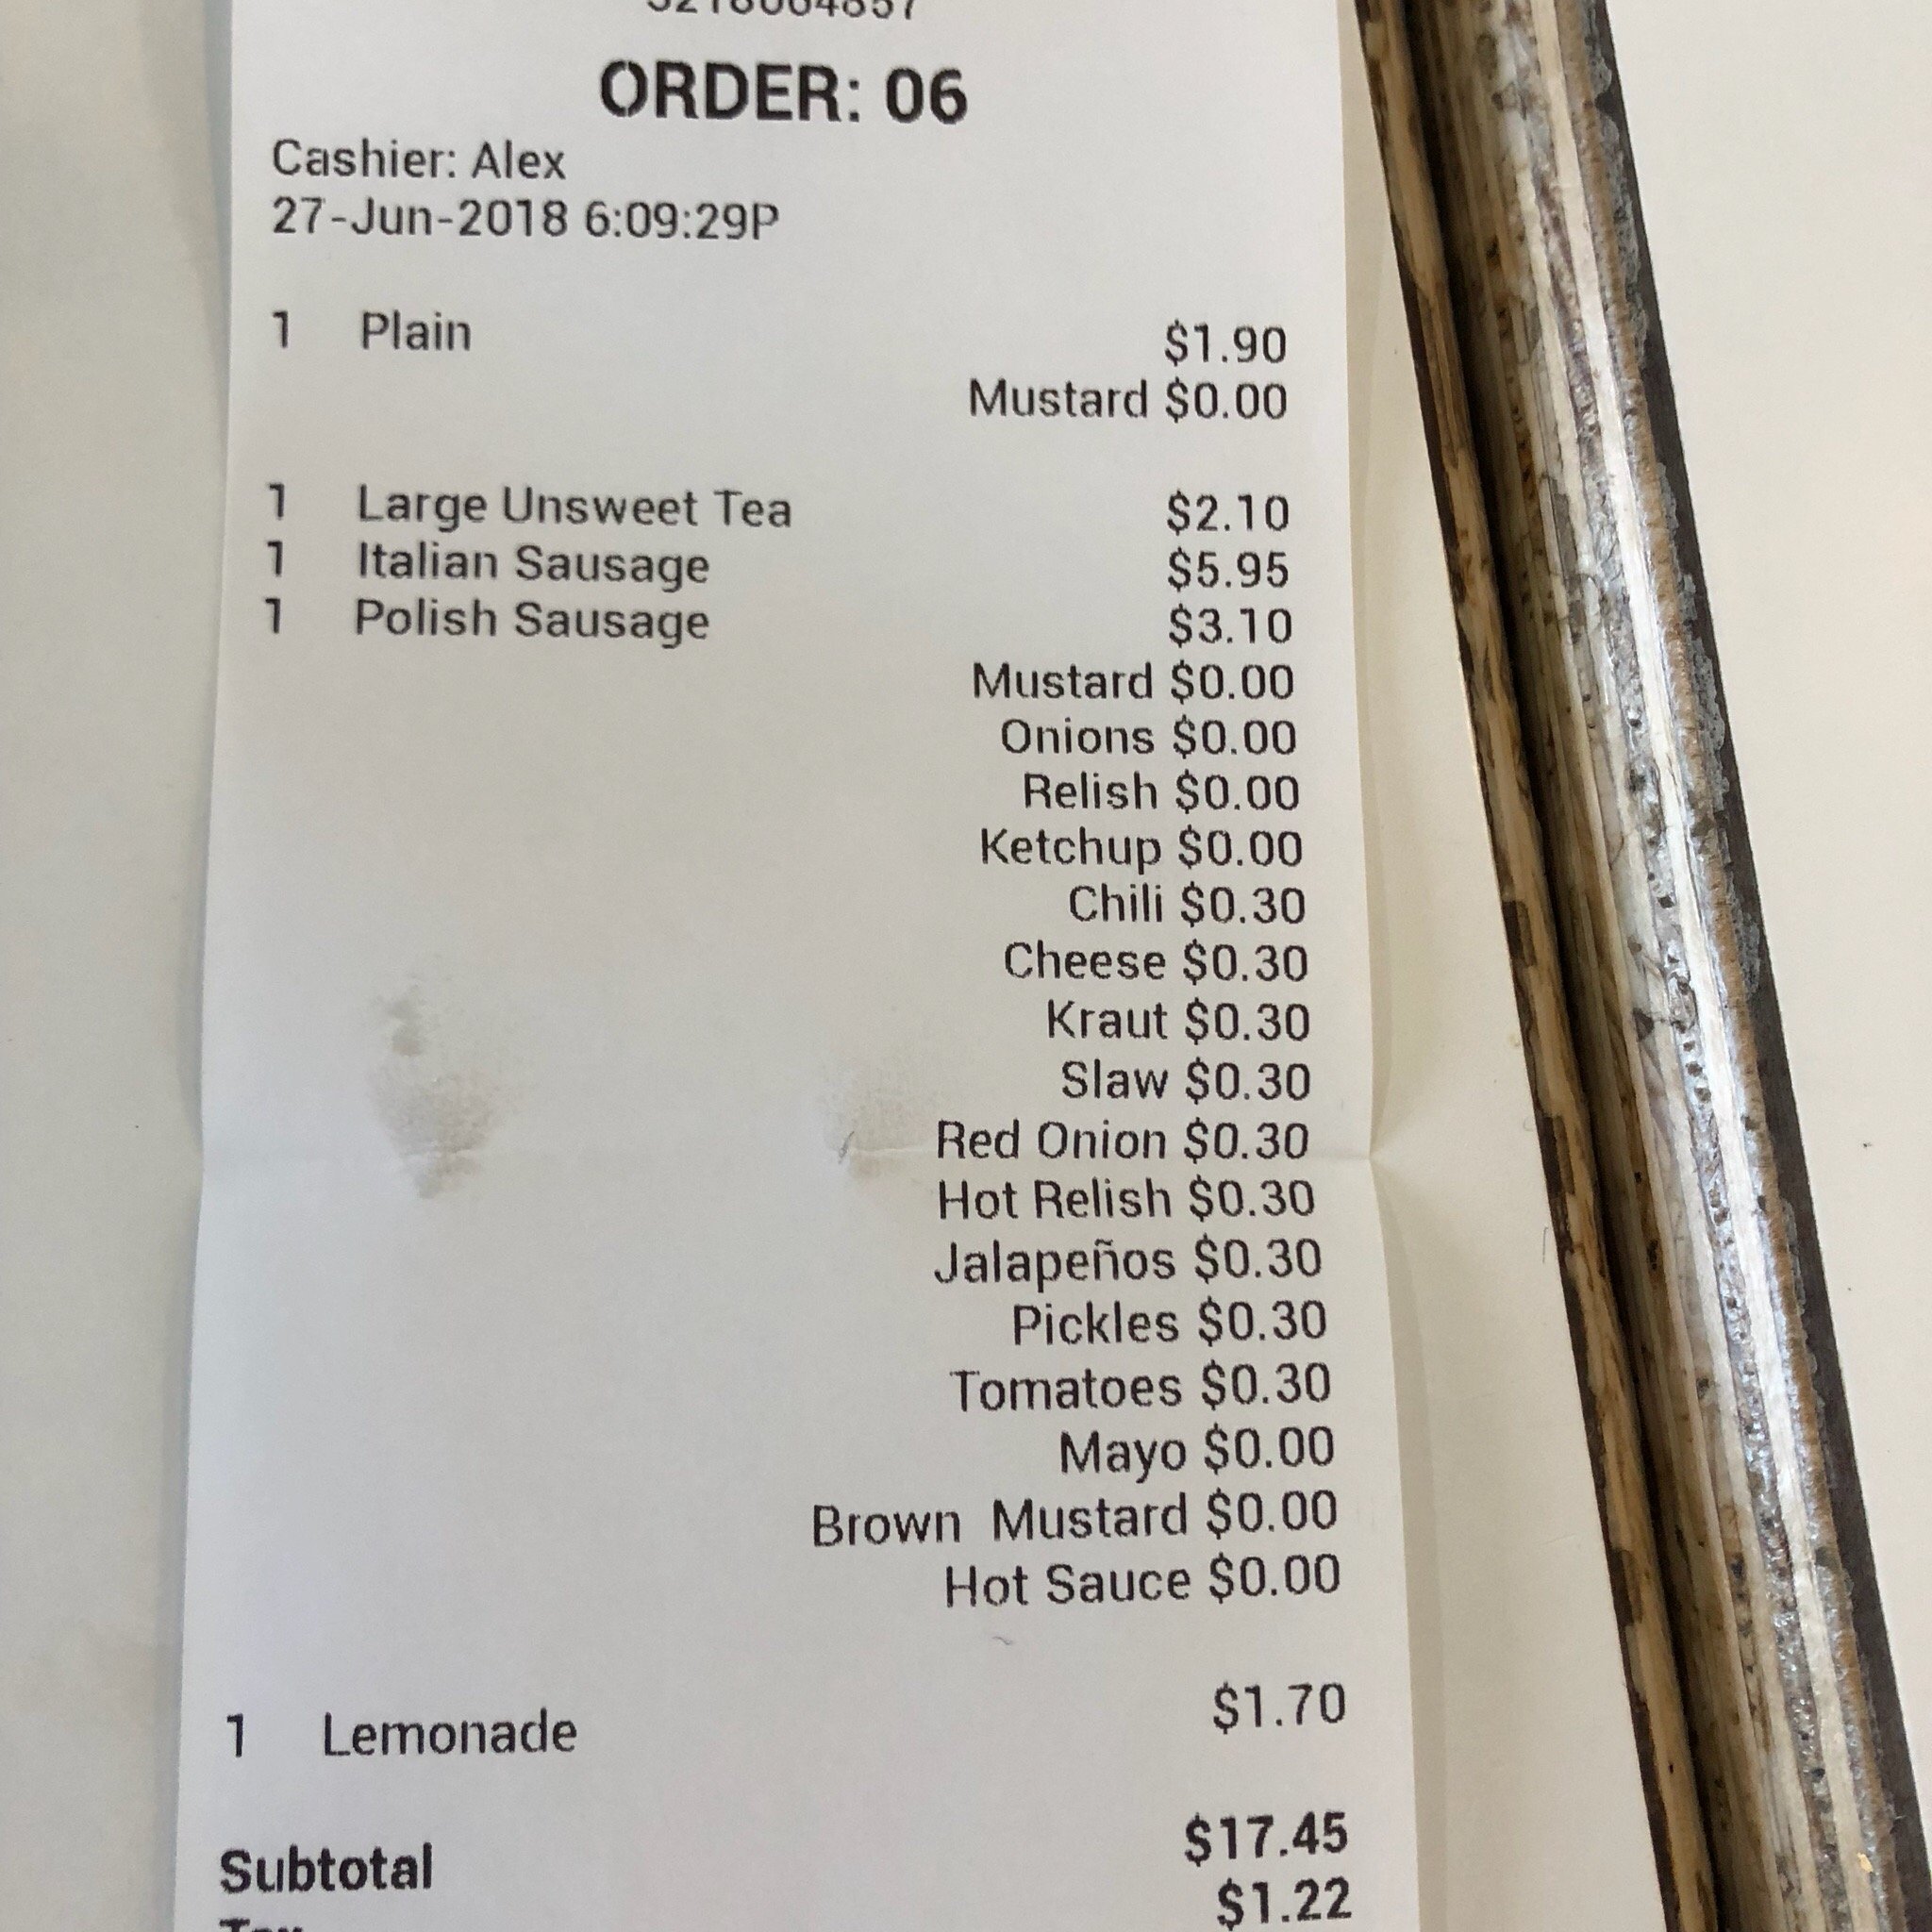 ORDER: 06
Cashier: Alex
27-Jun-2018 6:09:29P
1 Plain $1.90
Mustard $0.00
1 Large Unsweet Tea $2.10
1 Italian Sausage $5.95
1 Polish Sausage $3.10
Mustard $0.00
Onions $0.00
Relish $0.00
Ketchup $0.00
Chili $0.30
Cheese $0.30
Kraut $0.30
Slaw $0.30
Red Onion $0.30
Hot Relish $0.30
Jalapeños $0.30
Pickles $0.30
Tomatoes $0.30
Mayo $0.00
Brown Mustard $0.00
Hot Sauce $0.00
1 Lemonade $1.70
Subtotal $17.45
Tax $1.22